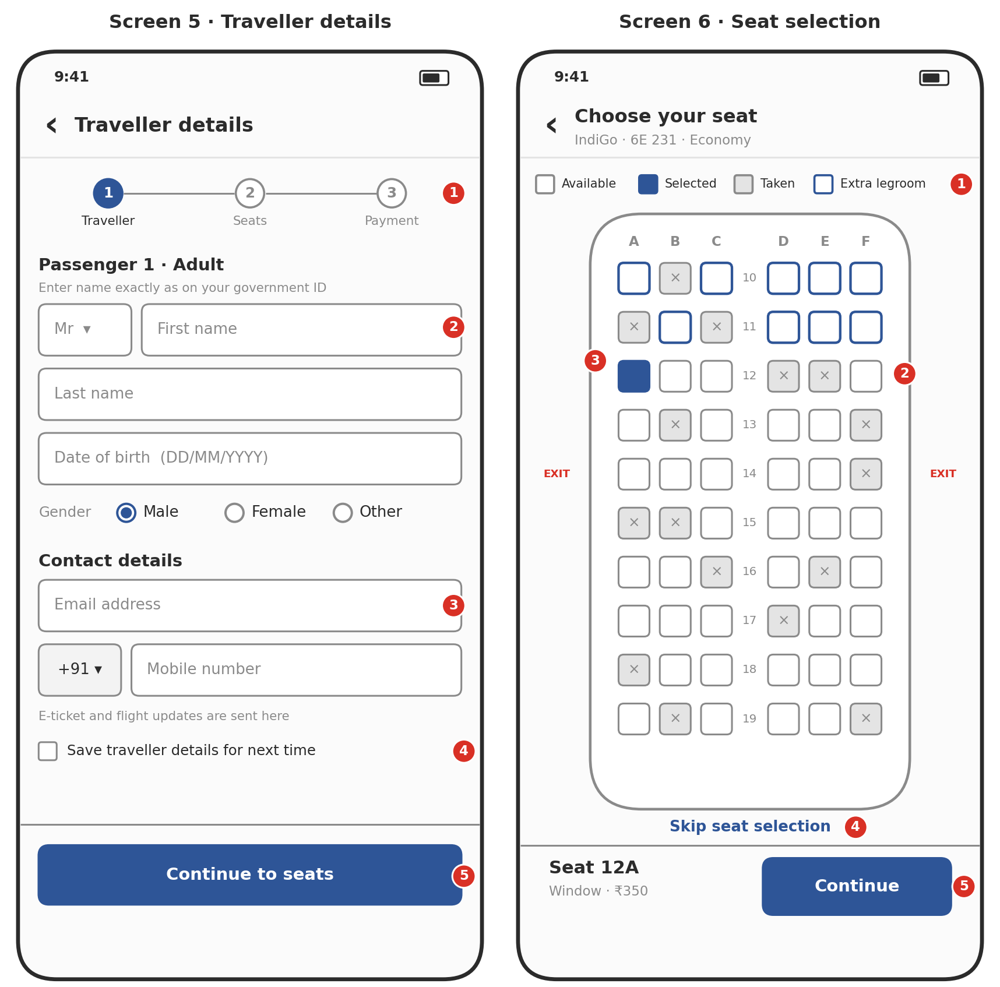 Screen 5 · Traveller details
9:41
‹ Traveller details
1 2 3 1
Traveller Seats Payment
Passenger 1 · Adult
Enter name exactly as on your government ID
Mr ▾ First name 2
Last name
Date of birth (DD/MM/YYYY)
Gender Male Female Other
Contact details
Email address 3
+91 ▾ Mobile number
E-ticket and flight updates are sent here
Save traveller details for next time 4
Continue to seats 5
Screen 6 · Seat selection
9:41
‹ Choose your seat
IndiGo · 6E 231 · Economy
Available Selected Taken Extra legroom 1
A B C D E F
× 10
× × 11
3
12 × × 2
× 13 ×
EXIT 14 × EXIT
× × 15
× 16 ×
17 ×
× 18
× 19 ×
Skip seat selection 4
Seat 12A
Window · ₹350
Continue 5